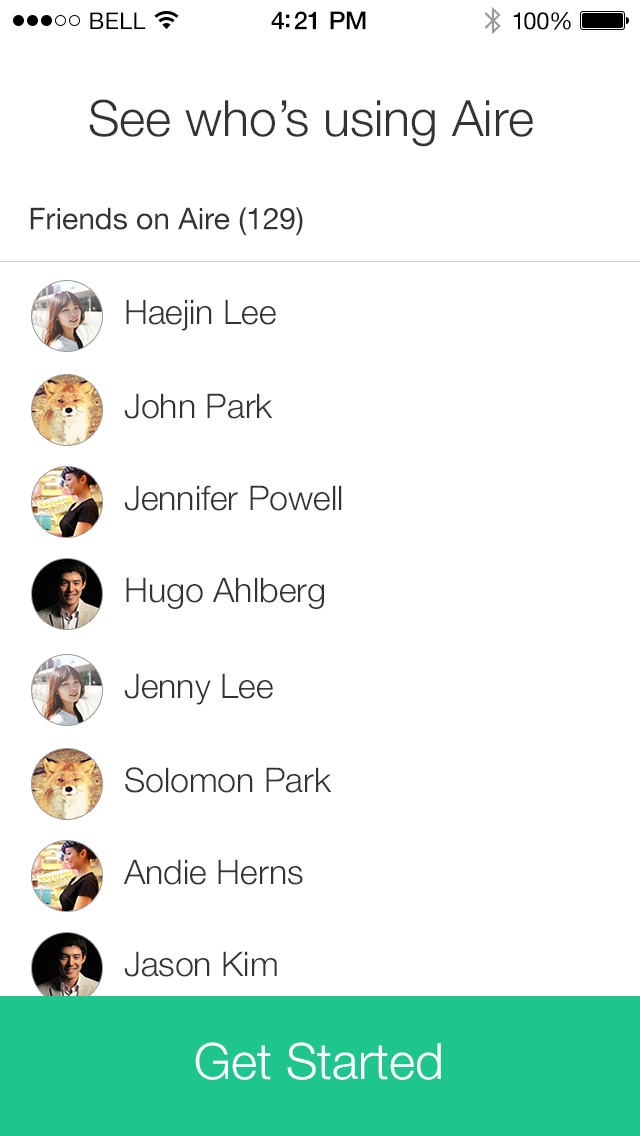 BELL 4:21 PM 100%
See who’s using Aire
Friends on Aire (129)
Haejin Lee
John Park
Jennifer Powell
Hugo Ahlberg
Jenny Lee
Solomon Park
Andie Herns
Jason Kim
Get Started